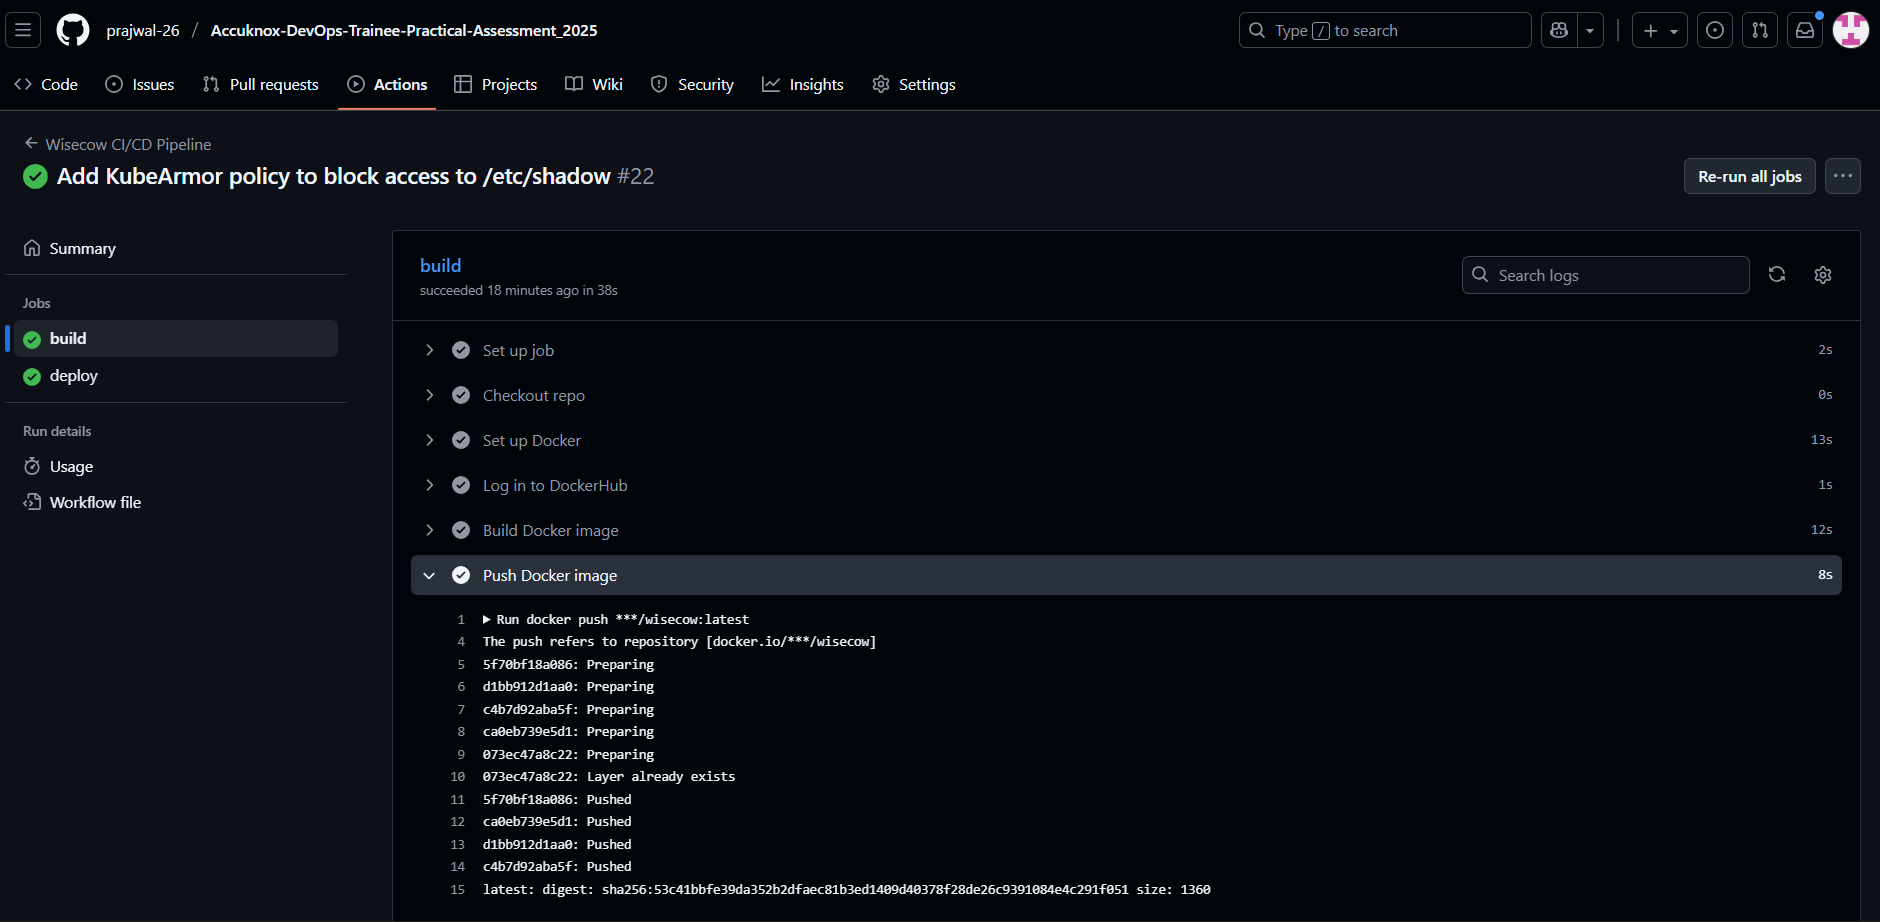 prajwal-26 / Accuknox-DevOps-Trainee-Practical-Assessment_2025
Type / to search
Code Issues Pull requests Actions Projects Wiki Security Insights Settings
Wisecow CI/CD Pipeline
Add KubeArmor policy to block access to /etc/shadow #22
Re-run all jobs
Summary
Jobs
build
deploy
Run details
Usage
Workflow file
build
succeeded 18 minutes ago in 38s
Search logs
Set up job 2s
Checkout repo 0s
Set up Docker 13s
Log in to DockerHub 1s
Build Docker image 12s
Push Docker image 8s
1 Run docker push ***/wisecow:latest
4 The push refers to repository [docker.io/***/wisecow]
5 5f70bf18a086: Preparing
6 d1bb912d1aa0: Preparing
7 c4b7d92aba5f: Preparing
8 ca0eb739e5d1: Preparing
9 073ec47a8c22: Preparing
10 073ec47a8c22: Layer already exists
11 5f70bf18a086: Pushed
12 ca0eb739e5d1: Pushed
13 d1bb912d1aa0: Pushed
14 c4b7d92aba5f: Pushed
15 latest: digest: sha256:53c41bbfe39da352b2dfaec81b3ed1409d40378f28de26c9391084e4c291f051 size: 1360